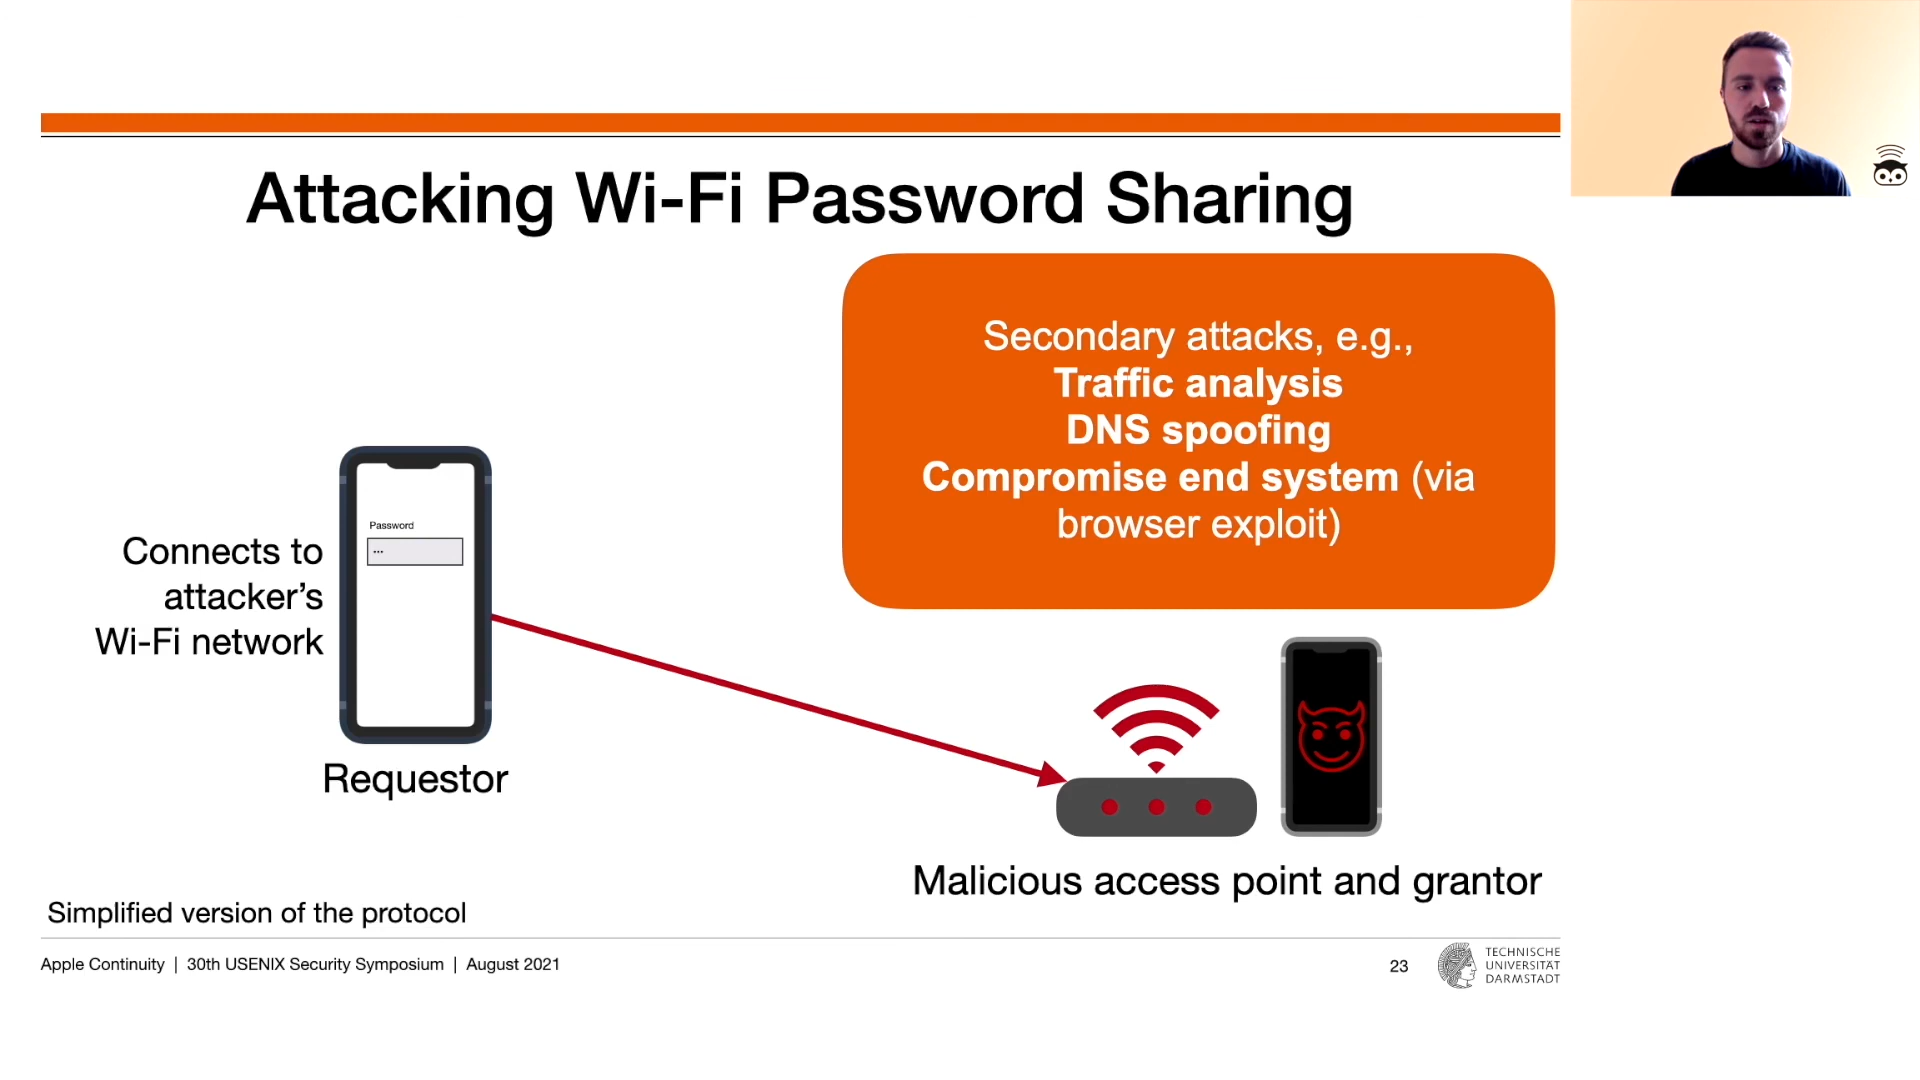 Attacking Wi-Fi Password Sharing
Secondary attacks, e.g.,
Traffic analysis
DNS spoofing
Compromise end system (via
browser exploit)
Password
Connects to
attacker's
Wi-Fi network
Requestor
Malicious access point and grantor
Simplified version of the protocol
Apple Continuity | 30th USENIX Security Symposium | August 2021
23
TECHNISCHE
UNIVERSITÄT
DARMSTADT